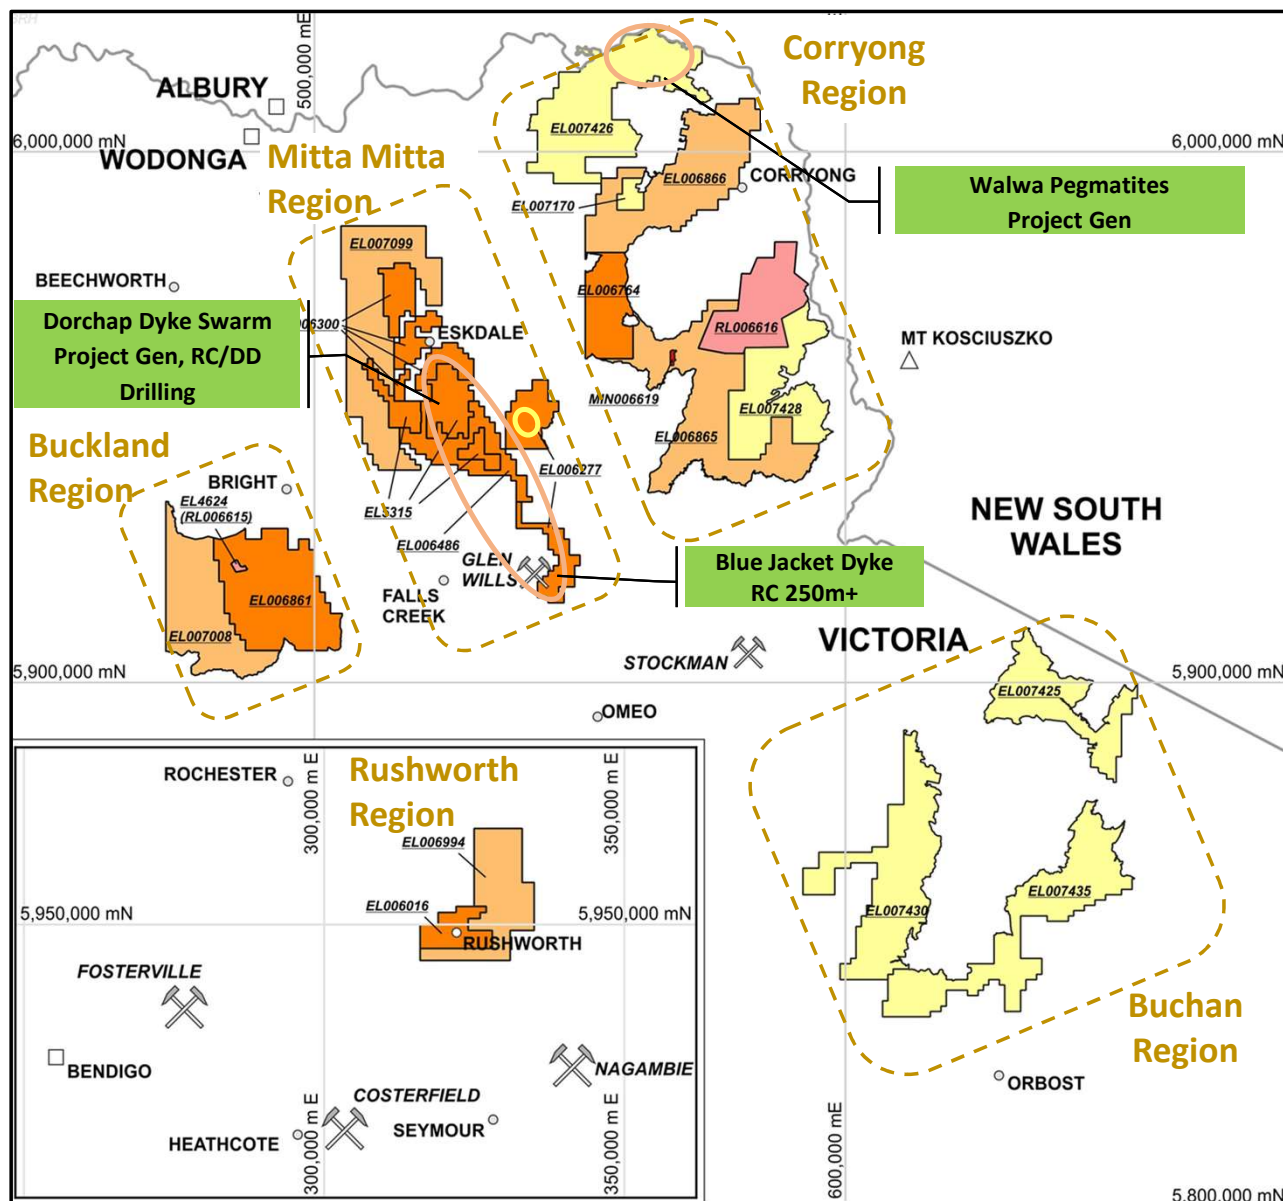 BRH
500,000 mE
Corryong
Region
ALBURY
WODONGA
6,000,000 mN
6,000,000 mN
Mitta Mitta
Region
EL007426
EL006866
CORRYONG
EL007170
Walwa Pegmatites
Project Gen
EL007099
BEECHWORTH
EL006764
RL006616
Dorchap Dyke Swarm
Project Gen, RC/DD
Drilling
006300
ESKDALE
MT KOSCIUSZKO
MIN006619
EL007428
EL006865
Buckland
Region
BRIGHT
EL4624
(RL006615)
EL006277
EL5315
EL006486
NEW SOUTH
WALES
GLEN
WILLS
FALLS
CREEK
Blue Jacket Dyke
RC 250m+
EL006861
EL007008
VICTORIA
STOCKMAN
5,900,000 mN
5,900,000 mN
EL007425
OMEO
ROCHESTER
300,000 m E
Rushworth
Region
350,000 m E
EL006994
EL006016
5,950,000 mN
5,950,000 mN
RUSHWORTH
EL007435
EL007430
FOSTERVILLE
Buchan
Region
BENDIGO
NAGAMBIE
ORBOST
COSTERFIELD
SEYMOUR
HEATHCOTE
300,000 m E
350,000 m E
600,000 mE
5,800,000 mN